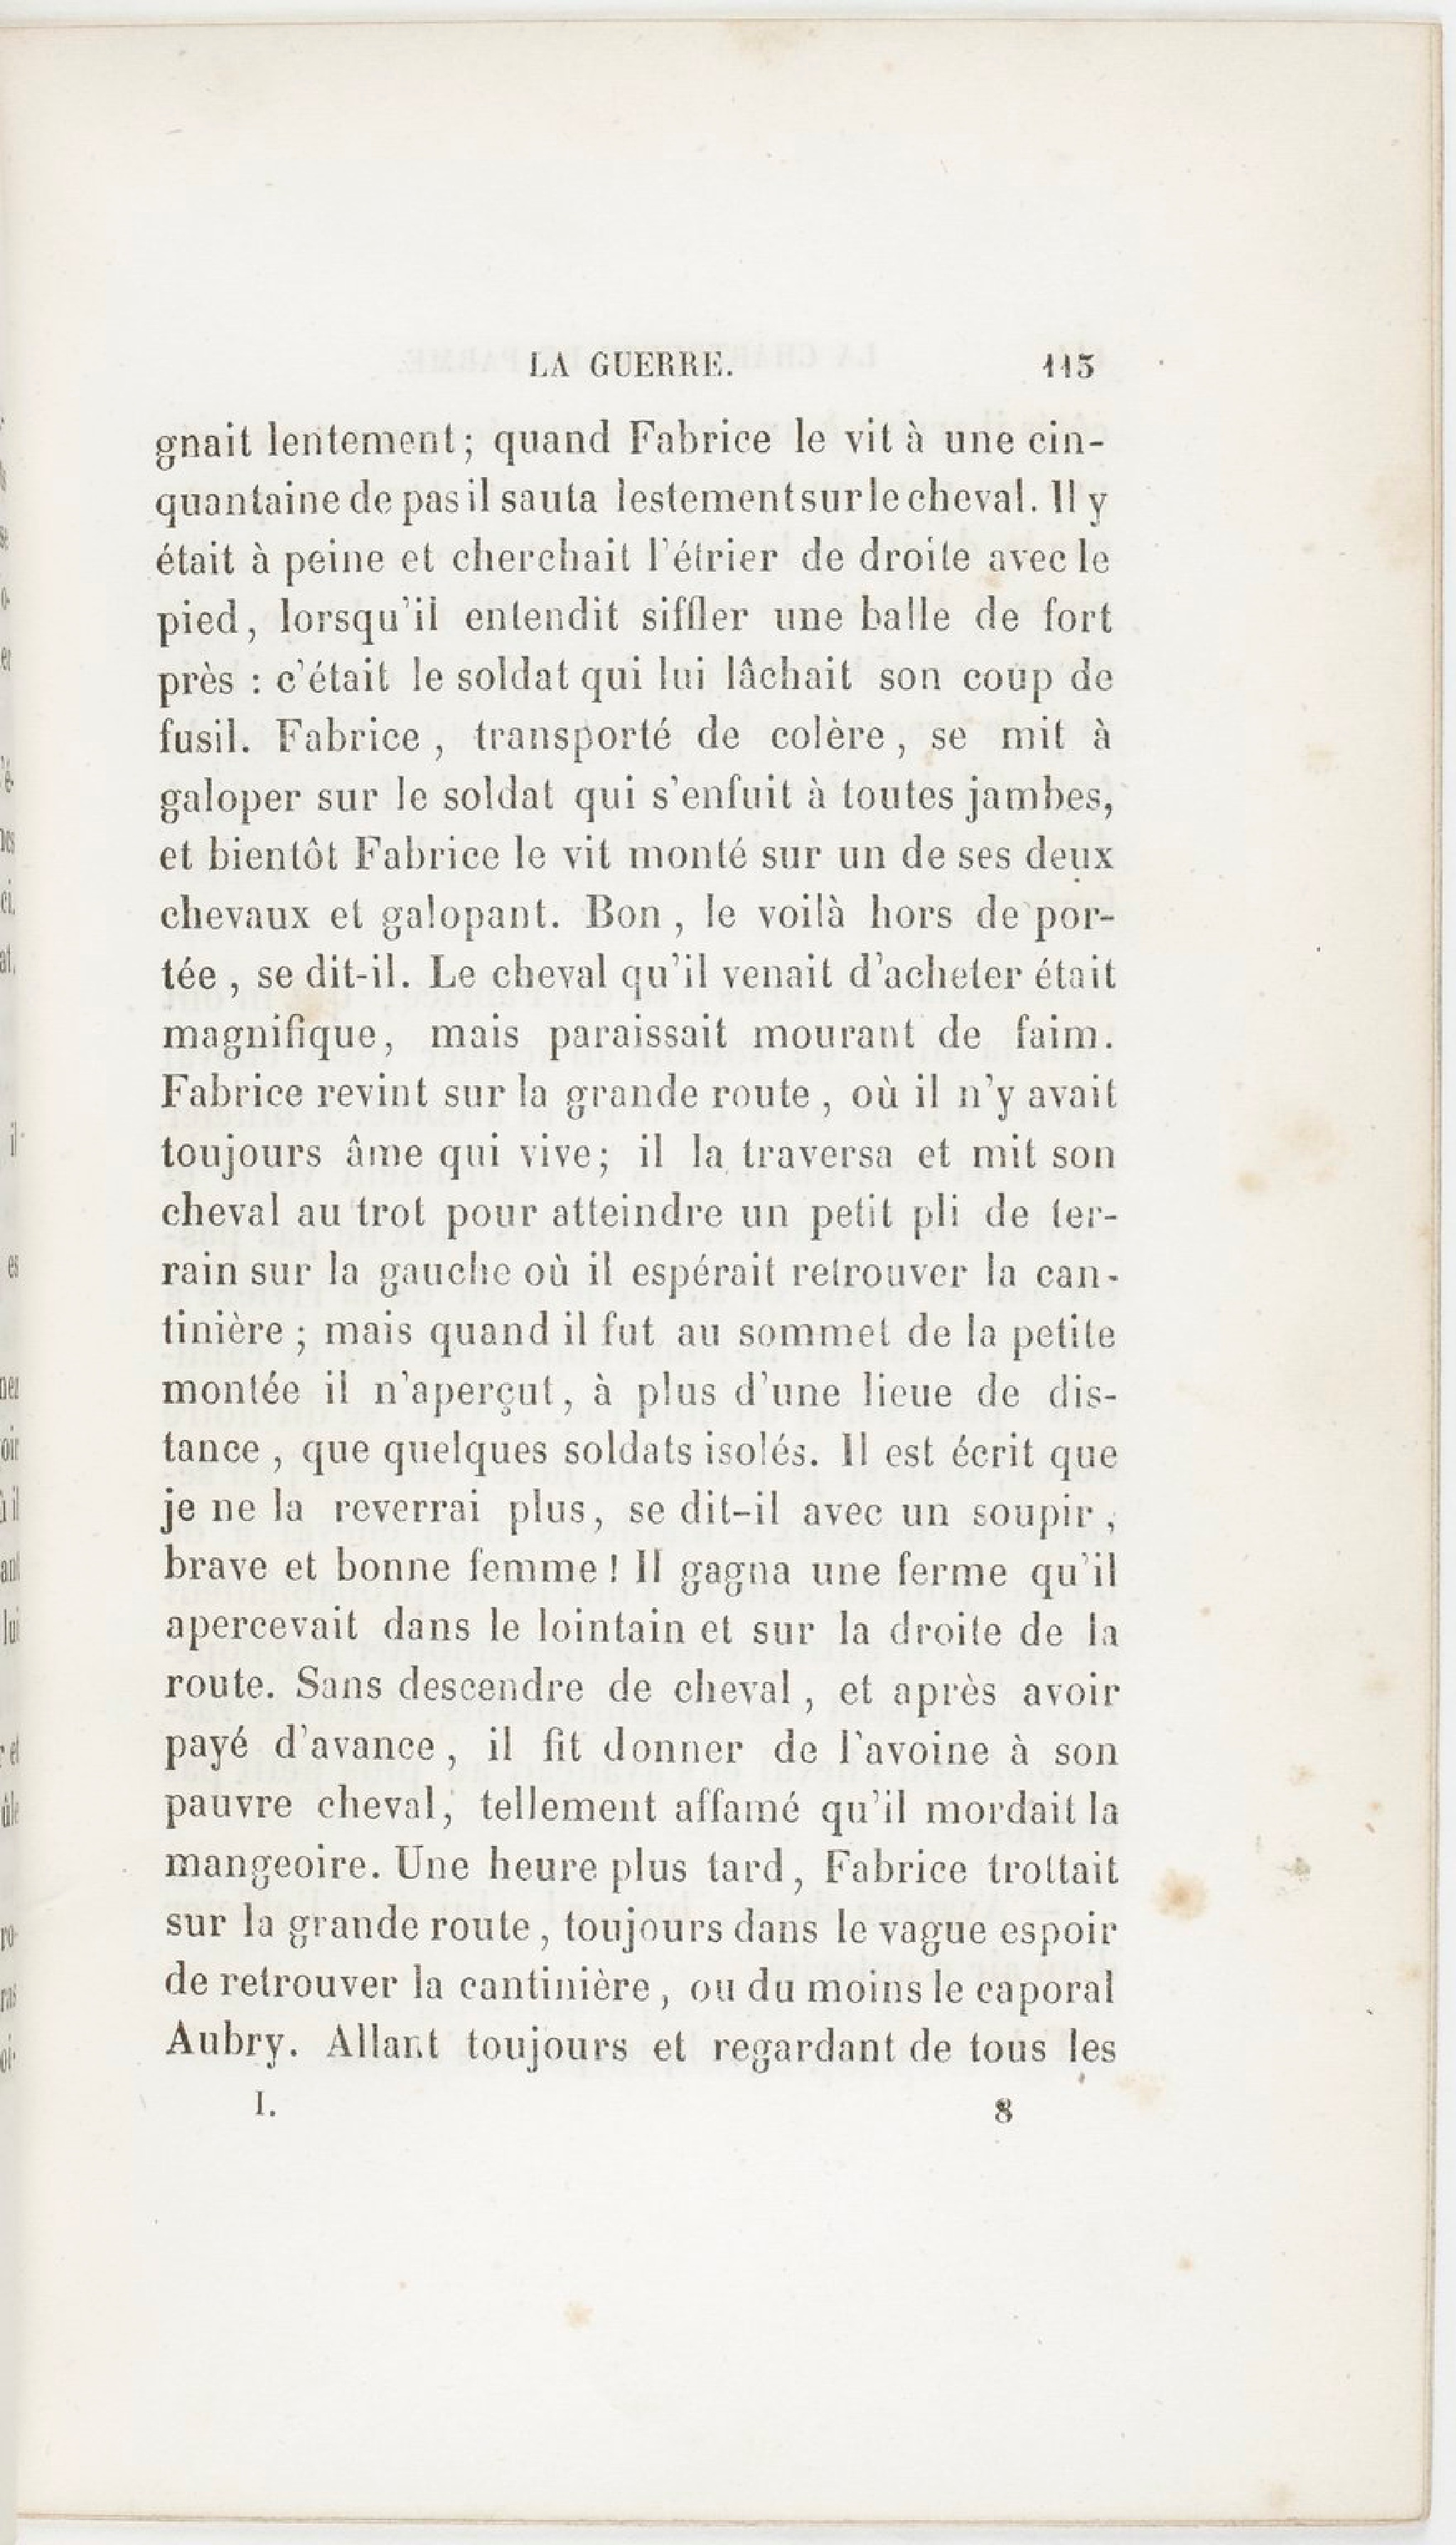 LA GUERRE. 113
gnait lentement; quand Fabrice le vit à une cin-
quantaine de pas il sauta lestement sur le cheval. Il y
était à peine et cherchait l'étrier de droite avec le
pied, lorsqu'il entendit siffler une balle de fort
près : c'était le soldat qui lui lâchait son coup de
fusil. Fabrice, transporté de colère, se mit à
galoper sur le soldat qui s'enfuit à toutes jambes,
et bientôt Fabrice le vit monté sur un de ses deux
chevaux et galopant. Bon, le voilà hors de por-
tée, se dit-il. Le cheval qu'il venait d'acheter était
magnifique, mais paraissait mourant de faim.
Fabrice revint sur la grande route, où il n'y avait
toujours âme qui vive; il la traversa et mit son
cheval au trot pour atteindre un petit pli de ter-
rain sur la gauche où il espérait retrouver la can-
tinière; mais quand il fut au sommet de la petite
montée il n'aperçut, à plus d'une lieue de dis-
tance, que quelques soldats isolés. Il est écrit que
je ne la reverrai plus, se dit-il avec un soupir,
brave et bonne femme! Il gagna une ferme qu'il
apercevait dans le lointain et sur la droite de la
route. Sans descendre de cheval, et après avoir
payé d'avance, il fit donner de l'avoine à son
pauvre cheval, tellement affamé qu'il mordait la
mangeoire. Une heure plus tard, Fabrice trottait
sur la grande route, toujours dans le vague espoir
de retrouver la cantinière, ou du moins le caporal
Aubry. Allant toujours et regardant de tous les
I. 8